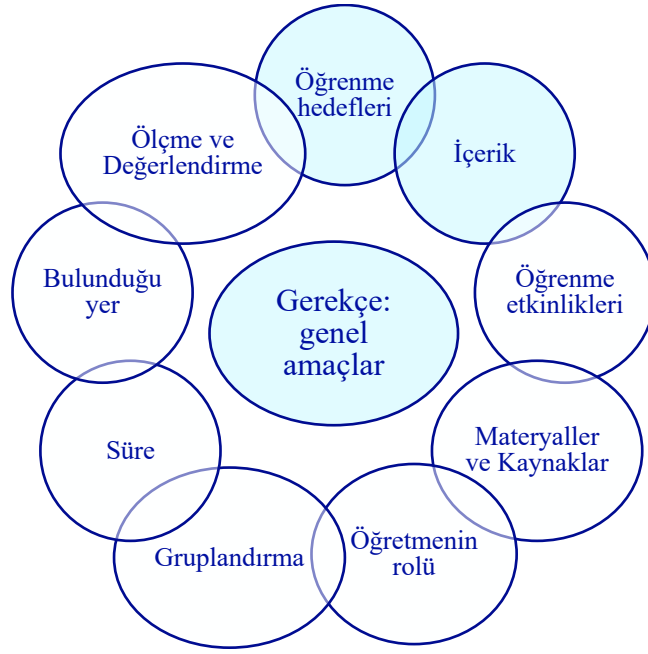 Öğrenme
hedefleri
İçerik
Öğrenme
etkinlikleri
Materyaller
ve Kaynaklar
Öğretmenin
rolü
Gruplandırma
Süre
Bulunduğu
yer
Ölçme ve
Değerlendirme
Gerekçe:
genel
amaçlar